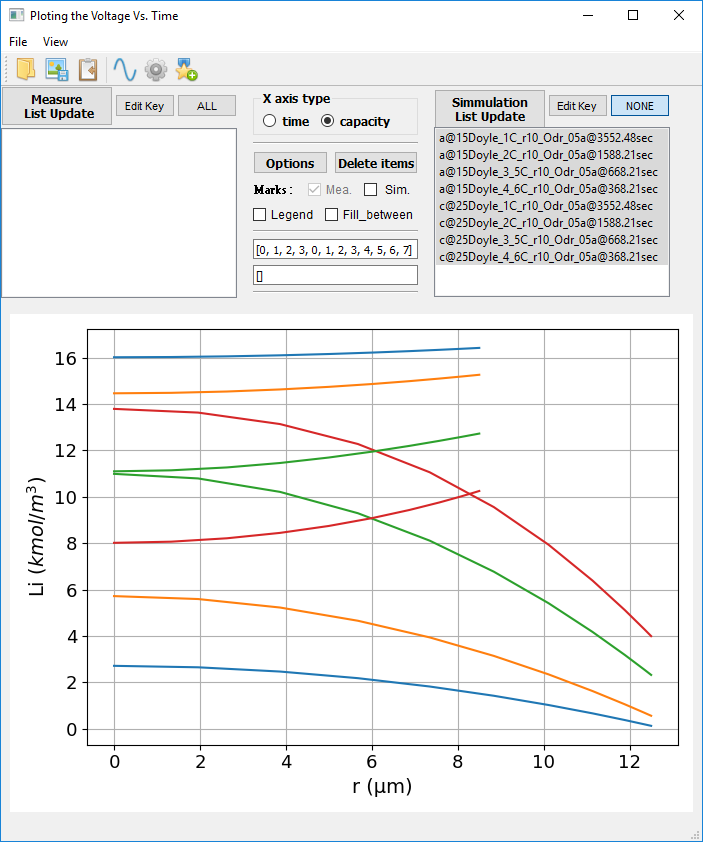 Ploting the Voltage Vs. Time
File View
Measure
List Update
Edit Key
ALL
X axis type
time
capacity
Options
Delete items
Marks:
Mea.
Sim.
Legend
Fill_between
[0, 1, 2, 3, 0, 1, 2, 3, 4, 5, 6, 7]
[]
Simmulation
List Update
Edit Key
NONE
a@15Doyle_1C_r10_Odr_05a@3552.48sec
a@15Doyle_2C_r10_Odr_05a@1588.21sec
a@15Doyle_3_5C_r10_Odr_05a@668.21sec
a@15Doyle_4_6C_r10_Odr_05a@368.21sec
c@25Doyle_1C_r10_Odr_05a@3552.48sec
c@25Doyle_2C_r10_Odr_05a@1588.21sec
c@25Doyle_3_5C_r10_Odr_05a@668.21sec
c@25Doyle_4_6C_r10_Odr_05a@368.21sec
Li (kmol/m³)
16
14
12
10
8
6
4
2
0
0 2 4 6 8 10 12
r (μm)